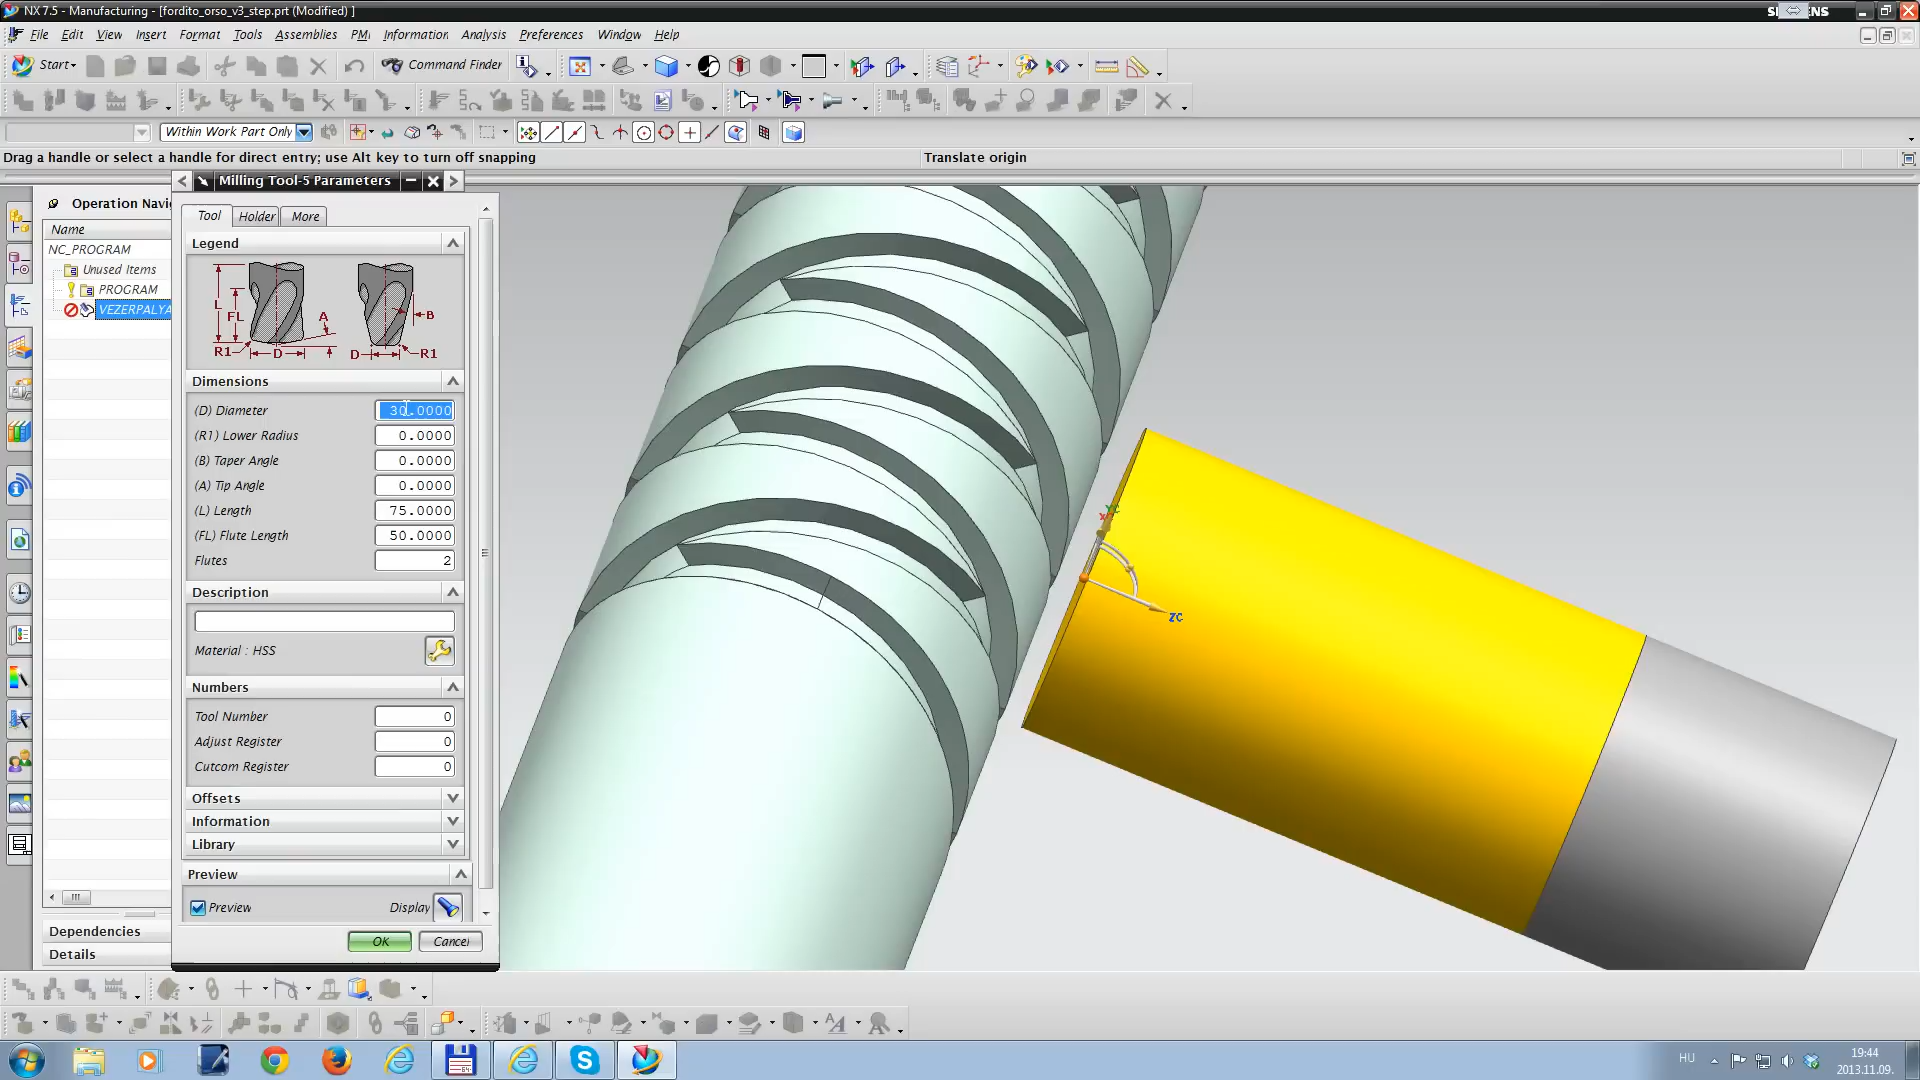 NX 7.5 - Manufacturing - [fordito_orso_v3_step.prt (Modified) ]
File Edit View Insert Format Tools Assemblies PMI Information Analysis Preferences Window Help
Start Command Finder
Within Work Part Only
Drag a handle or select a handle for direct entry; use Alt key to turn off snapping
Translate origin
Milling Tool-5 Parameters
Operation Navi
Tool Holder More
Name
Legend
NC_PROGRAM
Unused Items
PROGRAM
VEZERPALYA
L FL A B
R1 D D R1
Dimensions
(D) Diameter 30.0000
(R1) Lower Radius 0.0000
(B) Taper Angle 0.0000
(A) Tip Angle 0.0000
(L) Length 75.0000
(FL) Flute Length 50.0000
Flutes 2
Description
Material : HSS
Numbers
Tool Number 0
Adjust Register 0
Cutcom Register 0
Offsets
Information
Library
Preview
Preview Display
OK Cancel
Dependencies
Details
ZC
HU
19:44
2013.11.09.